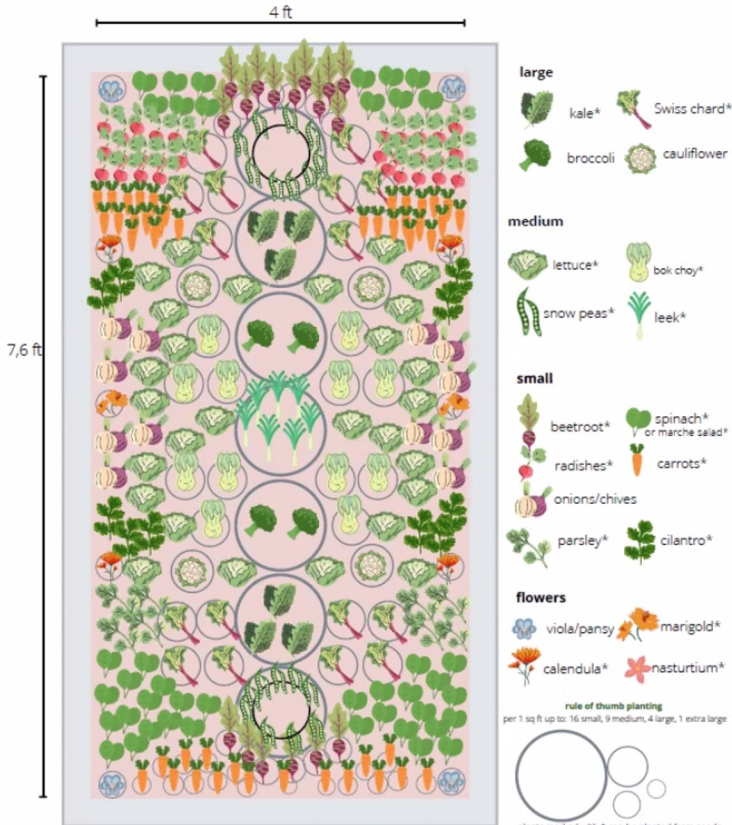 4 ft
7,6 ft
large
kale*
Swiss chard*
broccoli
cauliflower
medium
lettuce*
bok choy*
snow peas*
leek*
small
beetroot*
spinach*
or marche salad*
radishes*
carrots*
onions/chives
parsley*
cilantro*
flowers
viola/pansy
marigold*
calendula*
nasturtium*
rule of thumb planting
per 1 sq ft up to: 16 small, 9 medium, 4 large, 1 extra large